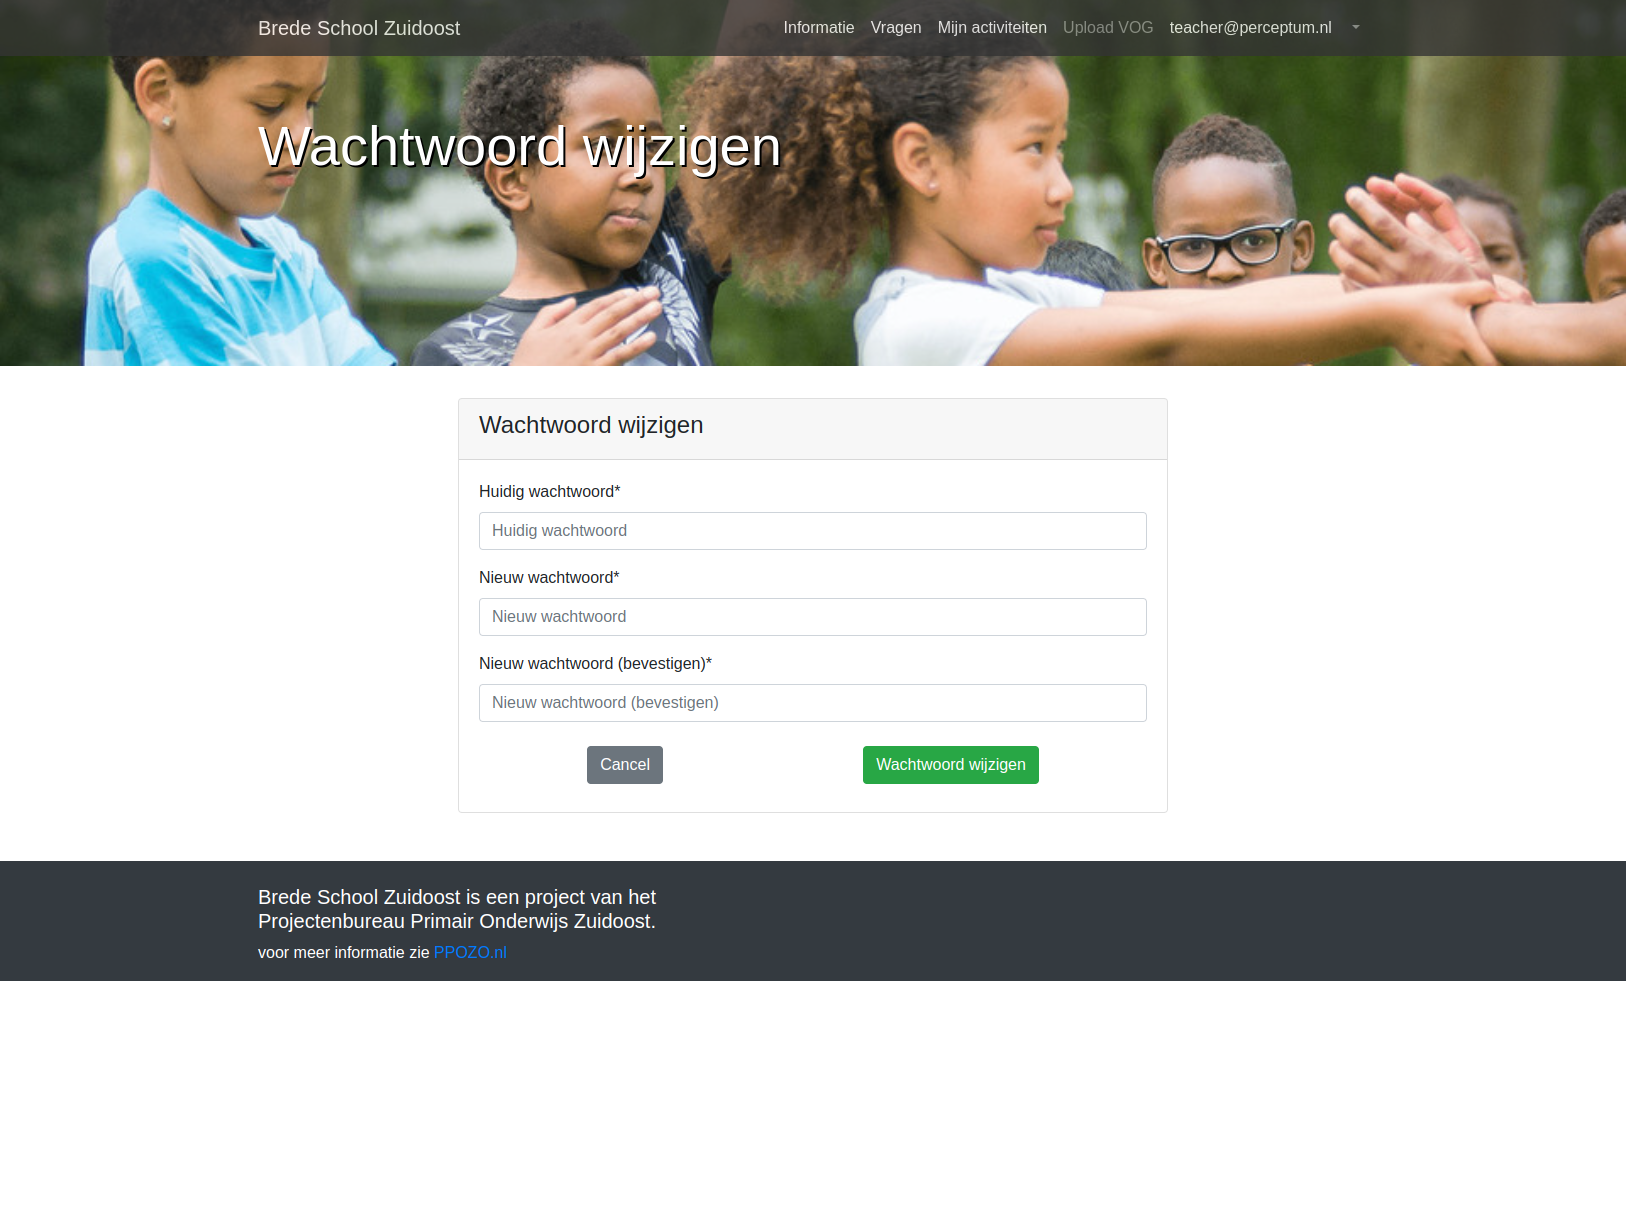 Brede School Zuidoost
Informatie Vragen Mijn activiteiten Upload VOG teacher@perceptum.nl
Wachtwoord wijzigen
Wachtwoord wijzigen
Huidig wachtwoord*
Huidig wachtwoord
Nieuw wachtwoord*
Nieuw wachtwoord
Nieuw wachtwoord (bevestigen)*
Nieuw wachtwoord (bevestigen)
Cancel Wachtwoord wijzigen
Brede School Zuidoost is een project van het
Projectenbureau Primair Onderwijs Zuidoost.
voor meer informatie zie PPOZO.nl